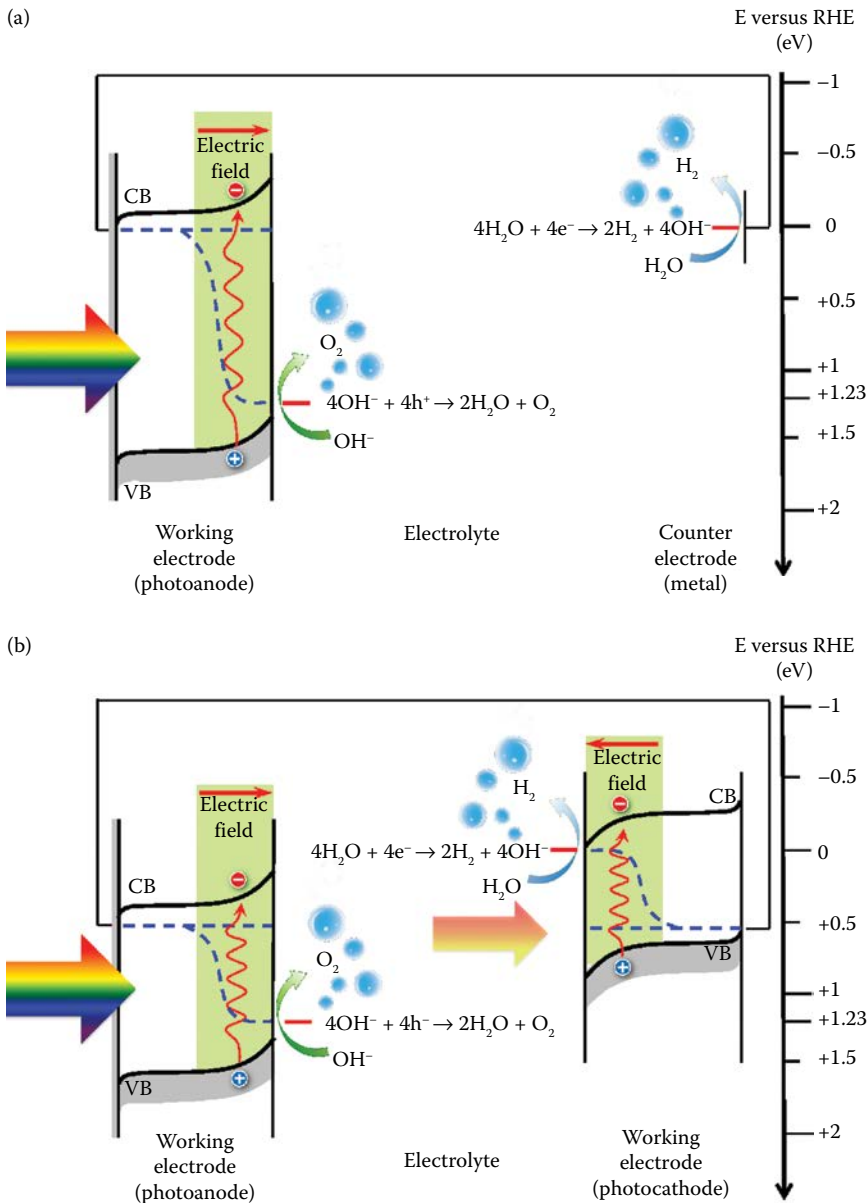 (a)
E versus RHE
(eV)
–1
–0.5
0
+0.5
+1
+1.23
+1.5
+2
Electric
field
CB
VB
H₂
4H₂O + 4e⁻ → 2H₂ + 4OH⁻
H₂O
O₂
4OH⁻ + 4h⁺ → 2H₂O + O₂
OH⁻
Working
electrode
(photoanode)
Electrolyte
Counter
electrode
(metal)
(b)
E versus RHE
(eV)
–1
–0.5
0
+0.5
+1
+1.23
+1.5
+2
Electric
field
CB
VB
H₂
4H₂O + 4e⁻ → 2H₂ + 4OH⁻
H₂O
O₂
4OH⁻ + 4h⁻ → 2H₂O + O₂
OH⁻
Electric
field
CB
VB
Working
electrode
(photoanode)
Electrolyte
Working
electrode
(photocathode)